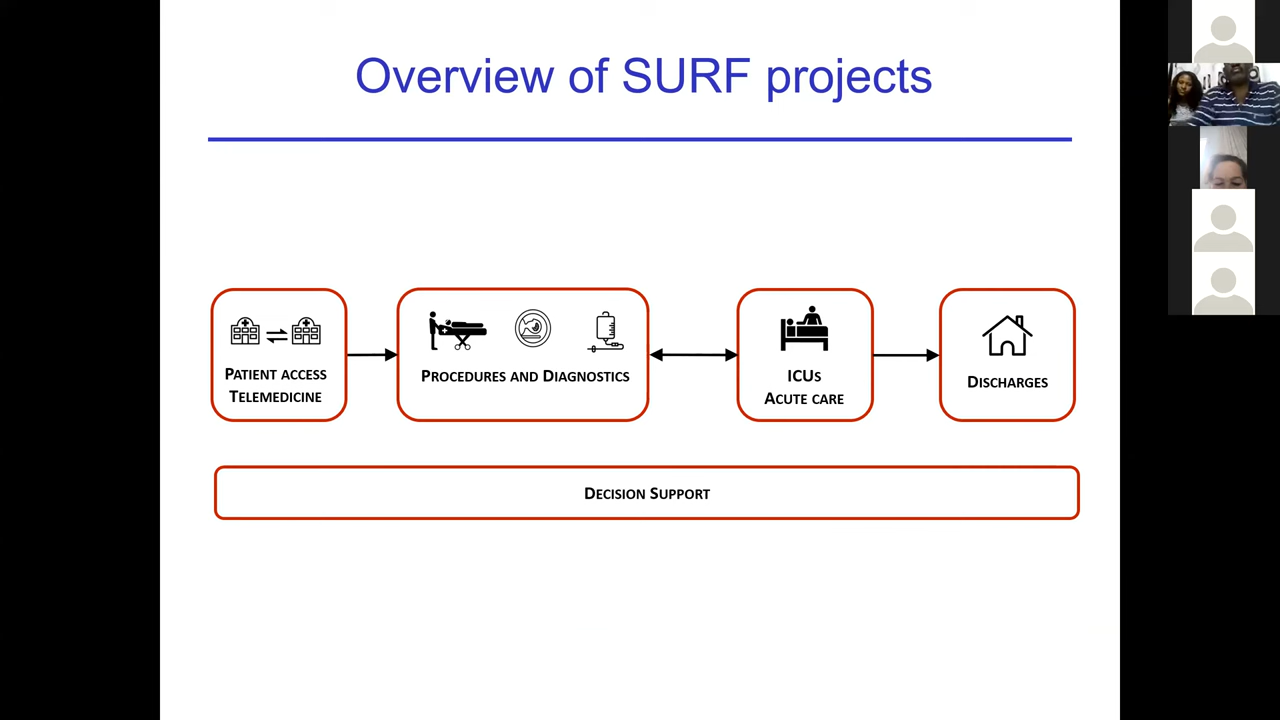 Overview of SURF projects
PATIENT ACCESS
TELEMEDICINE
PROCEDURES AND DIAGNOSTICS
ICUS
ACUTE CARE
DISCHARGES
DECISION SUPPORT